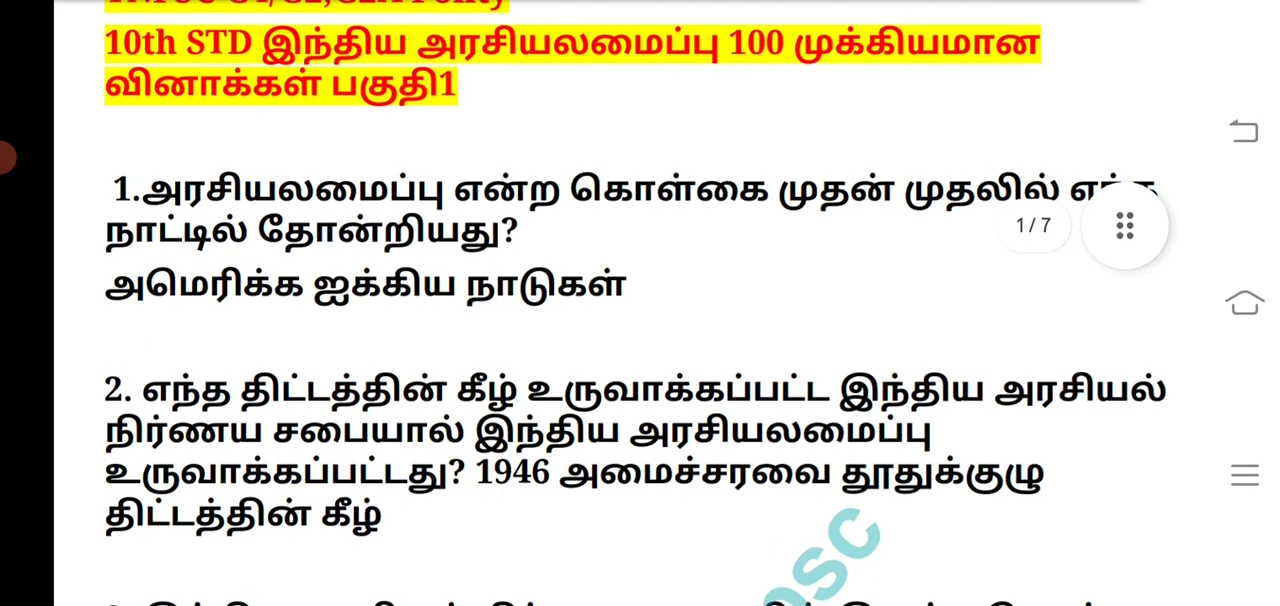 10th STD இந்திய அரசியலமைப்பு 100 முக்கியமான
வினாக்கள் பகுதி1
1.அரசியலமைப்பு என்ற கொள்கை முதன் முதலில் எந்த
நாட்டில் தோன்றியது?
1/7
அமெரிக்க ஐக்கிய நாடுகள்
2. எந்த திட்டத்தின் கீழ் உருவாக்கப்பட்ட இந்திய அரசியல்
நிர்ணய சபையால் இந்திய அரசியலமைப்பு
உருவாக்கப்பட்டது? 1946 அமைச்சரவை தூதுக்குழு
திட்டத்தின் கீழ்